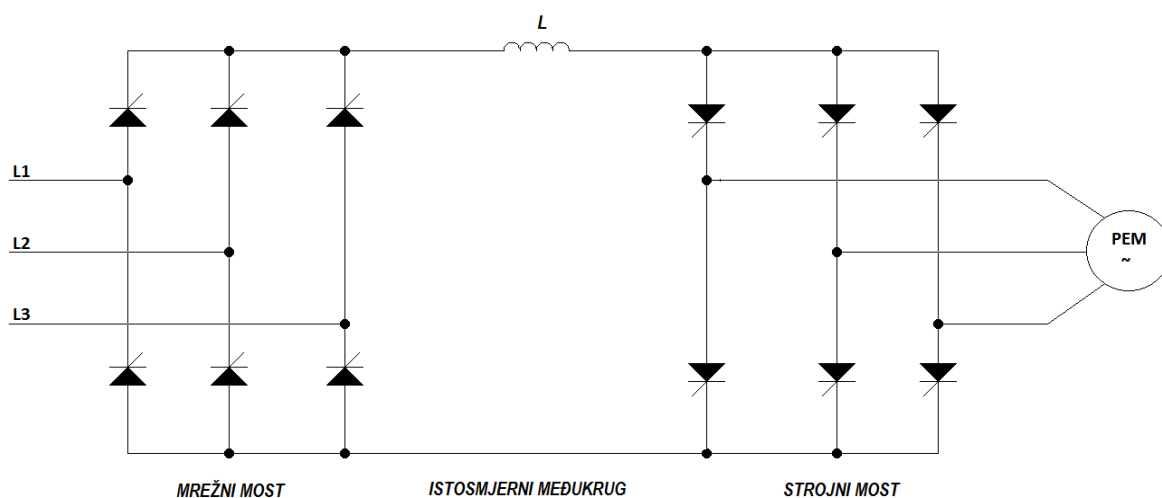 L
L1
L2
L3
PEM
~
MREŽNI MOST
ISTOSMJERNI MEĐUKRUG
STROJNI MOST